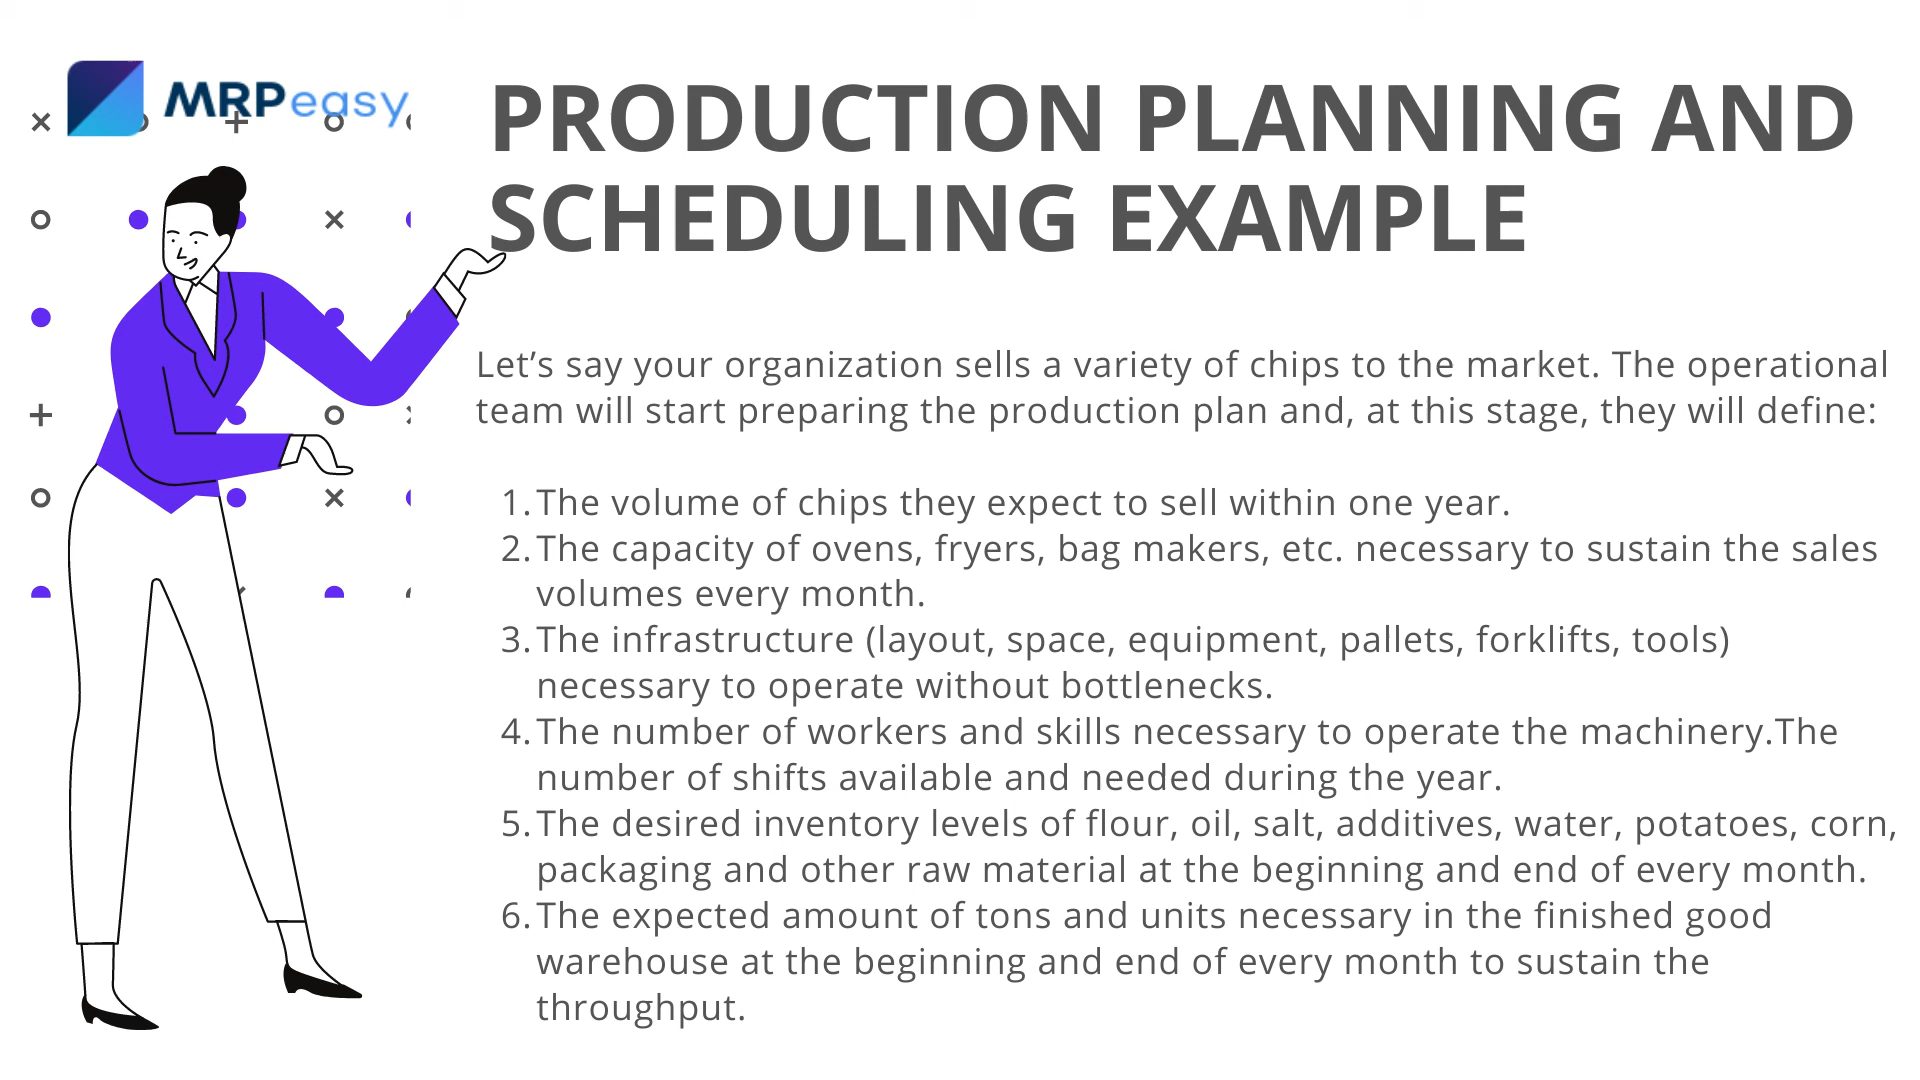 MRPeasy
PRODUCTION PLANNING AND
SCHEDULING EXAMPLE
Let’s say your organization sells a variety of chips to the market. The operational
team will start preparing the production plan and, at this stage, they will define:
1. The volume of chips they expect to sell within one year.
2. The capacity of ovens, fryers, bag makers, etc. necessary to sustain the sales
volumes every month.
3. The infrastructure (layout, space, equipment, pallets, forklifts, tools)
necessary to operate without bottlenecks.
4. The number of workers and skills necessary to operate the machinery.The
number of shifts available and needed during the year.
5. The desired inventory levels of flour, oil, salt, additives, water, potatoes, corn,
packaging and other raw material at the beginning and end of every month.
6. The expected amount of tons and units necessary in the finished good
warehouse at the beginning and end of every month to sustain the
throughput.